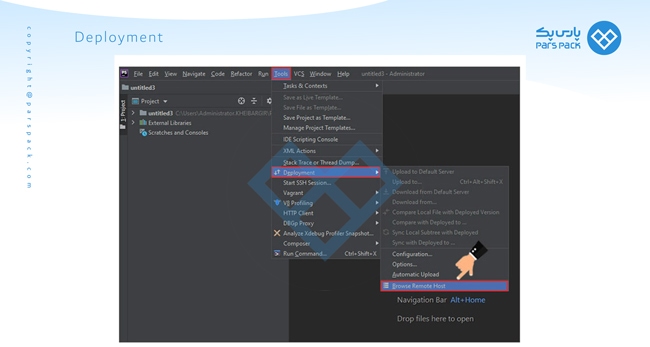 Deployment
پارس پک
PARS PACK
copyright@parspack.com
File Edit View Navigate Code Refactor Run Tools VCS Window Help untitled3 - Administrator
untitled3
1: Project
Project
untitled3
External Libraries
Scratches and Consoles
Tasks & Contexts
Save as Live Template...
Save File as Template...
Save Project as Template...
Manage Project Templates...
IDE Scripting Console
XML Actions
Stack Trace or Thread Dump...
Deployment
Start SSH Session...
Vagrant
V8 Profiling
HTTP Client
DBGp Proxy
Analyze Xdebug Profiler Snapshot...
Composer
Run Command... Ctrl+Shift+X
Upload to Default Server
Upload to... Ctrl+Alt+Shift+X
Download from Default Server
Download from...
Compare Local File with Deployed Version
Compare with Deployed to ...
Sync Local Subtree with Deployed
Sync with Deployed to ...
Configuration...
Options...
Automatic Upload
Browse Remote Host
Navigation Bar Alt+Home
Drop files here to open